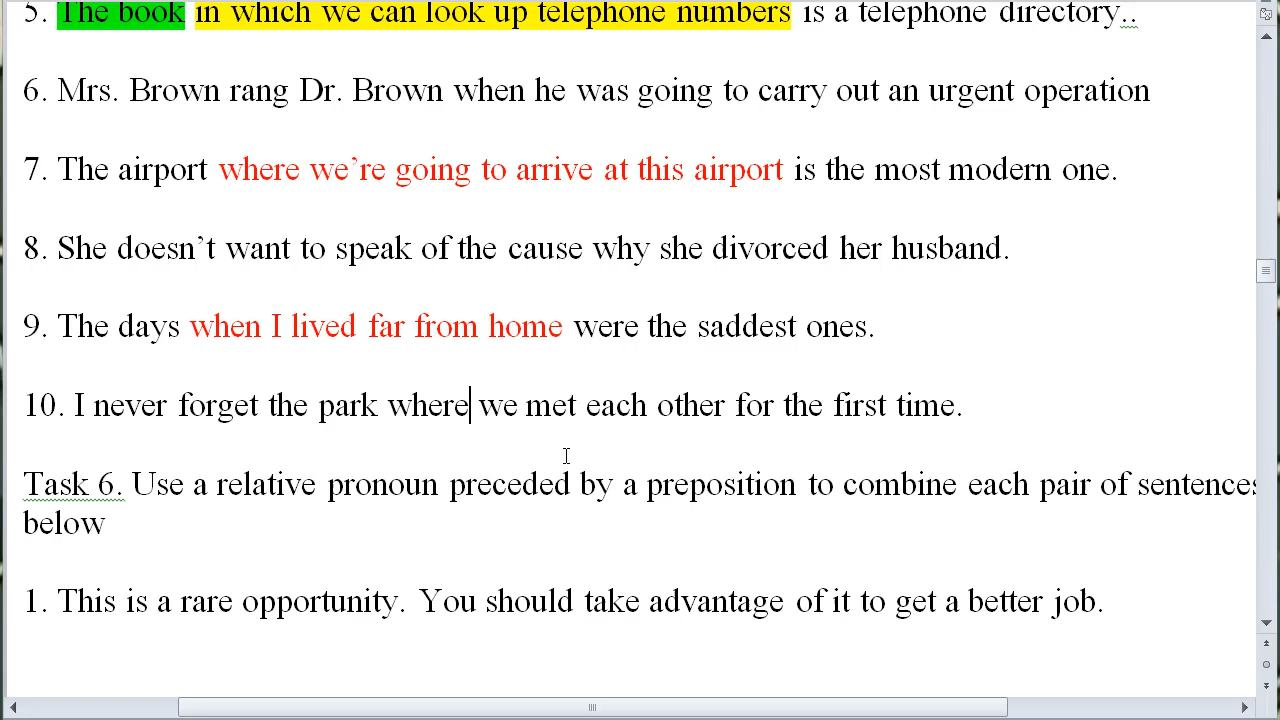 5. The book in which we can look up telephone numbers is a telephone directory..
6. Mrs. Brown rang Dr. Brown when he was going to carry out an urgent operation
7. The airport where we’re going to arrive at this airport is the most modern one.
8. She doesn’t want to speak of the cause why she divorced her husband.
9. The days when I lived far from home were the saddest ones.
10. I never forget the park where we met each other for the first time.
Task 6. Use a relative pronoun preceded by a preposition to combine each pair of sentences
below
1. This is a rare opportunity. You should take advantage of it to get a better job.